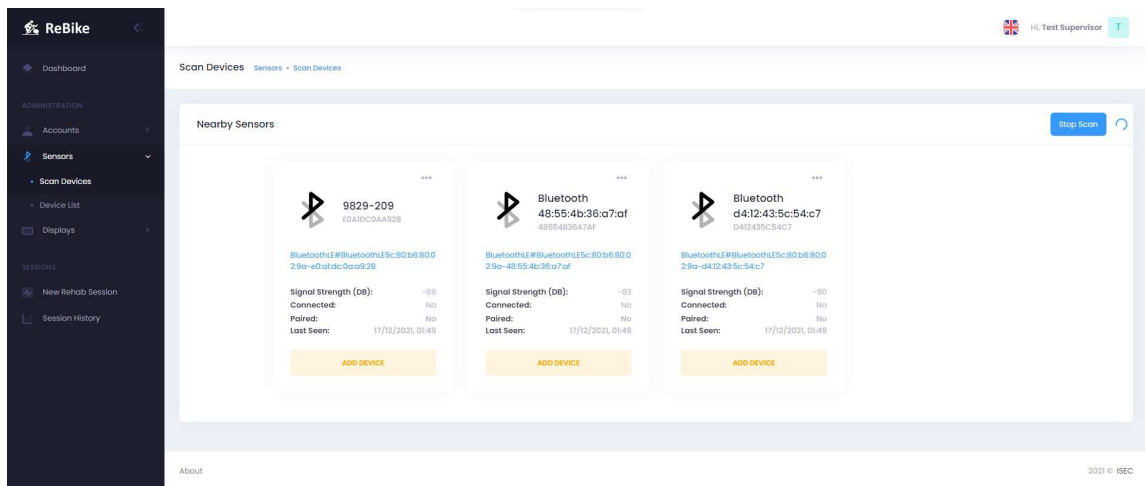 ReBike
Hi, Test Supervisor T
Dashboard
Scan Devices Sensors • Scan Devices
ADMINISTRATION
Accounts
Sensors
Scan Devices
Device List
Displays
SESSIONS
New Rehab Session
Session History
Nearby Sensors
Stop Scan
9829-209
E0A1DC0AA928
BluetoothLE#BluetoothLE5c:80:b6:80:0
2:9a-e0:a1:dc:0a:a9:28
Signal Strength (DB): -69
Connected: No
Paired: No
Last Seen: 17/12/2021, 01:49
ADD DEVICE
Bluetooth
48:55:4b:36:a7:af
48554B36A7AF
BluetoothLE#BluetoothLE5c:80:b6:80:0
2:9a-48:55:4b:36:a7:af
Signal Strength (DB): -83
Connected: No
Paired: No
Last Seen: 17/12/2021, 01:49
ADD DEVICE
Bluetooth
d4:12:43:5c:54:c7
D412435C54C7
BluetoothLE#BluetoothLE5c:80:b6:80:0
2:9a-d4:12:43:5c:54:c7
Signal Strength (DB): -90
Connected: No
Paired: No
Last Seen: 17/12/2021, 01:49
ADD DEVICE
About
2021 © ISEC